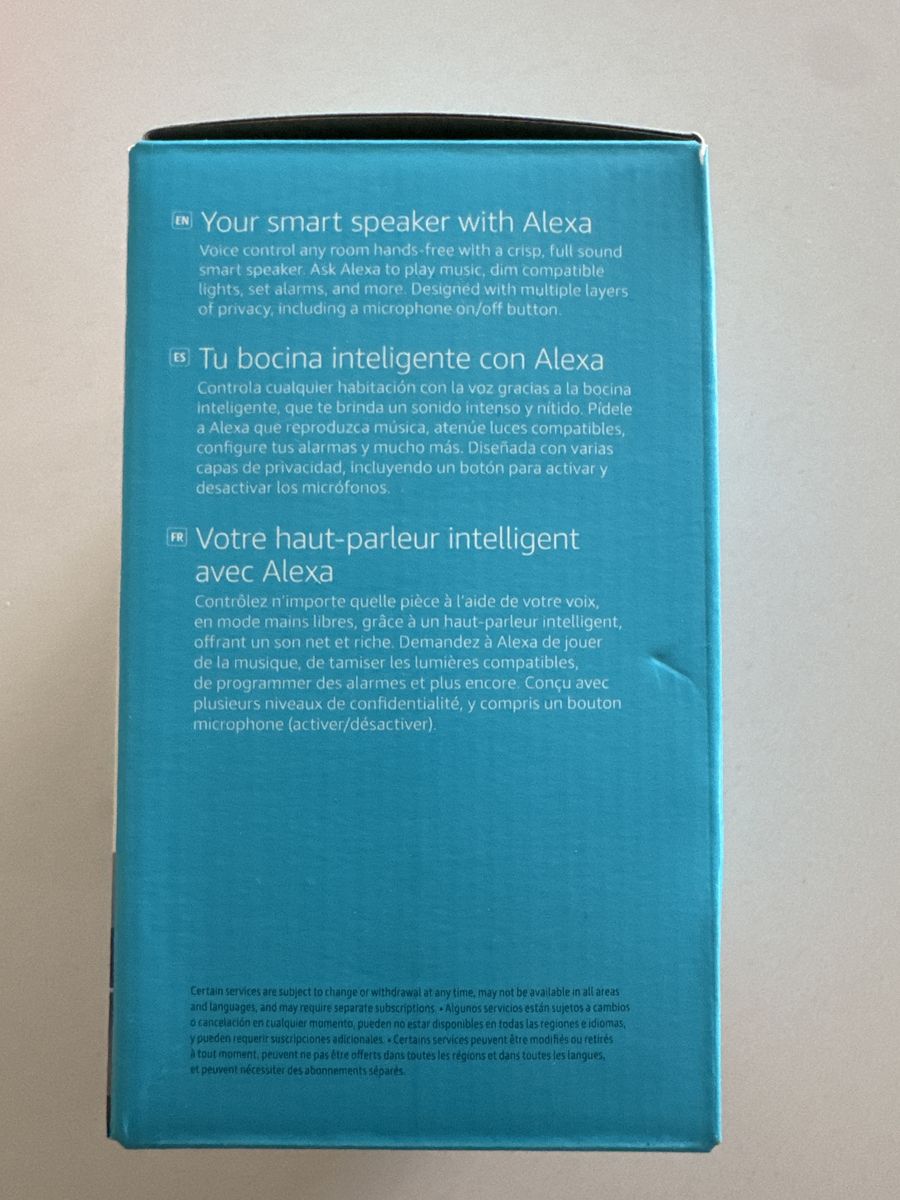 EN Your smart speaker with Alexa
Voice control any room hands-free with a crisp, full sound
smart speaker. Ask Alexa to play music, dim compatible
lights, set alarms, and more. Designed with multiple layers
of privacy, including a microphone on/off button.
ES Tu bocina inteligente con Alexa
Controla cualquier habitación con la voz gracias a la bocina
inteligente, que te brinda un sonido intenso y nítido. Pídele
a Alexa que reproduzca música, atenúe luces compatibles,
configure tus alarmas y mucho más. Diseñada con varias
capas de privacidad, incluyendo un botón para activar y
desactivar los micrófonos.
FR Votre haut-parleur intelligent
avec Alexa
Contrôlez n'importe quelle pièce à l'aide de votre voix,
en mode mains libres, grâce à un haut-parleur intelligent,
offrant un son net et riche. Demandez à Alexa de jouer
de la musique, de tamiser les lumières compatibles,
de programmer des alarmes et plus encore. Conçu avec
plusieurs niveaux de confidentialité, y compris un bouton
microphone (activer/désactiver).
Certain services are subject to change or withdrawal at any time, may not be available in all areas
and languages, and may require separate subscriptions. • Algunos servicios están sujetos a cambios
o cancelación en cualquier momento, pueden no estar disponibles en todas las regiones e idiomas,
y pueden requerir suscripciones adicionales. • Certains services peuvent être modifiés ou retirés
à tout moment, peuvent ne pas être offerts dans toutes les régions et dans toutes les langues,
et peuvent nécessiter des abonnements séparés.